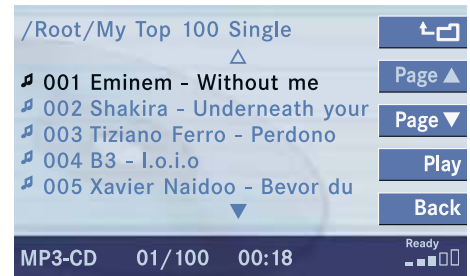 /Root/My Top 100 Single
001 Eminem - Without me
002 Shakira - Underneath your
003 Tiziano Ferro - Perdono
004 B3 - I.o.i.o
005 Xavier Naidoo - Bevor du
Page ▲
Page ▼
Play
Back
MP3-CD 01/100 00:18
Ready